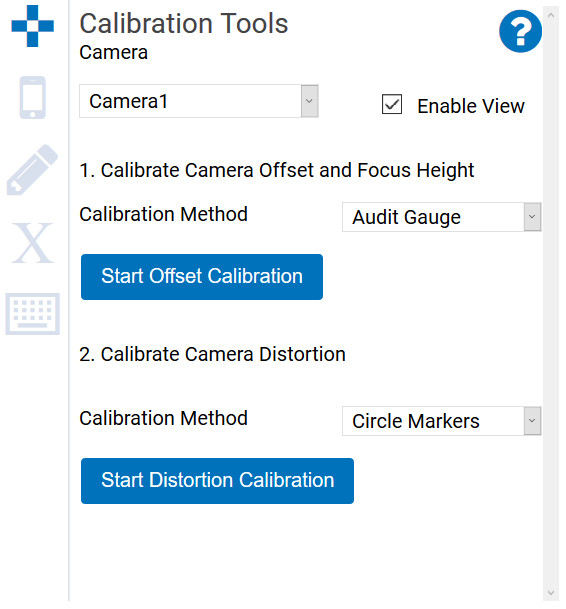 Calibration Tools
?
Camera
Camera1
Enable View
1. Calibrate Camera Offset and Focus Height
Calibration Method
Audit Gauge
X
Start Offset Calibration
2. Calibrate Camera Distortion
Calibration Method
Circle Markers
Start Distortion Calibration